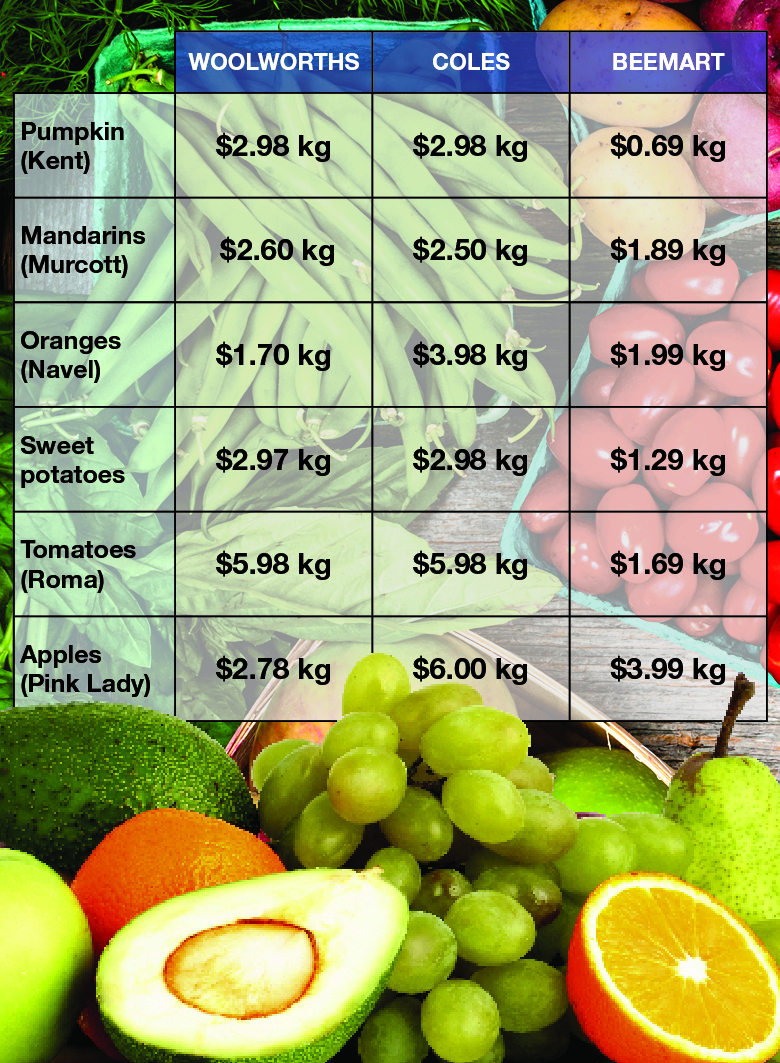 WOOLWORTHS COLES BEEMART
Pumpkin
(Kent) $2.98 kg $2.98 kg $0.69 kg
Mandarins
(Murcott) $2.60 kg $2.50 kg $1.89 kg
Oranges
(Navel) $1.70 kg $3.98 kg $1.99 kg
Sweet
potatoes $2.97 kg $2.98 kg $1.29 kg
Tomatoes
(Roma) $5.98 kg $5.98 kg $1.69 kg
Apples
(Pink Lady) $2.78 kg $6.00 kg $3.99 kg